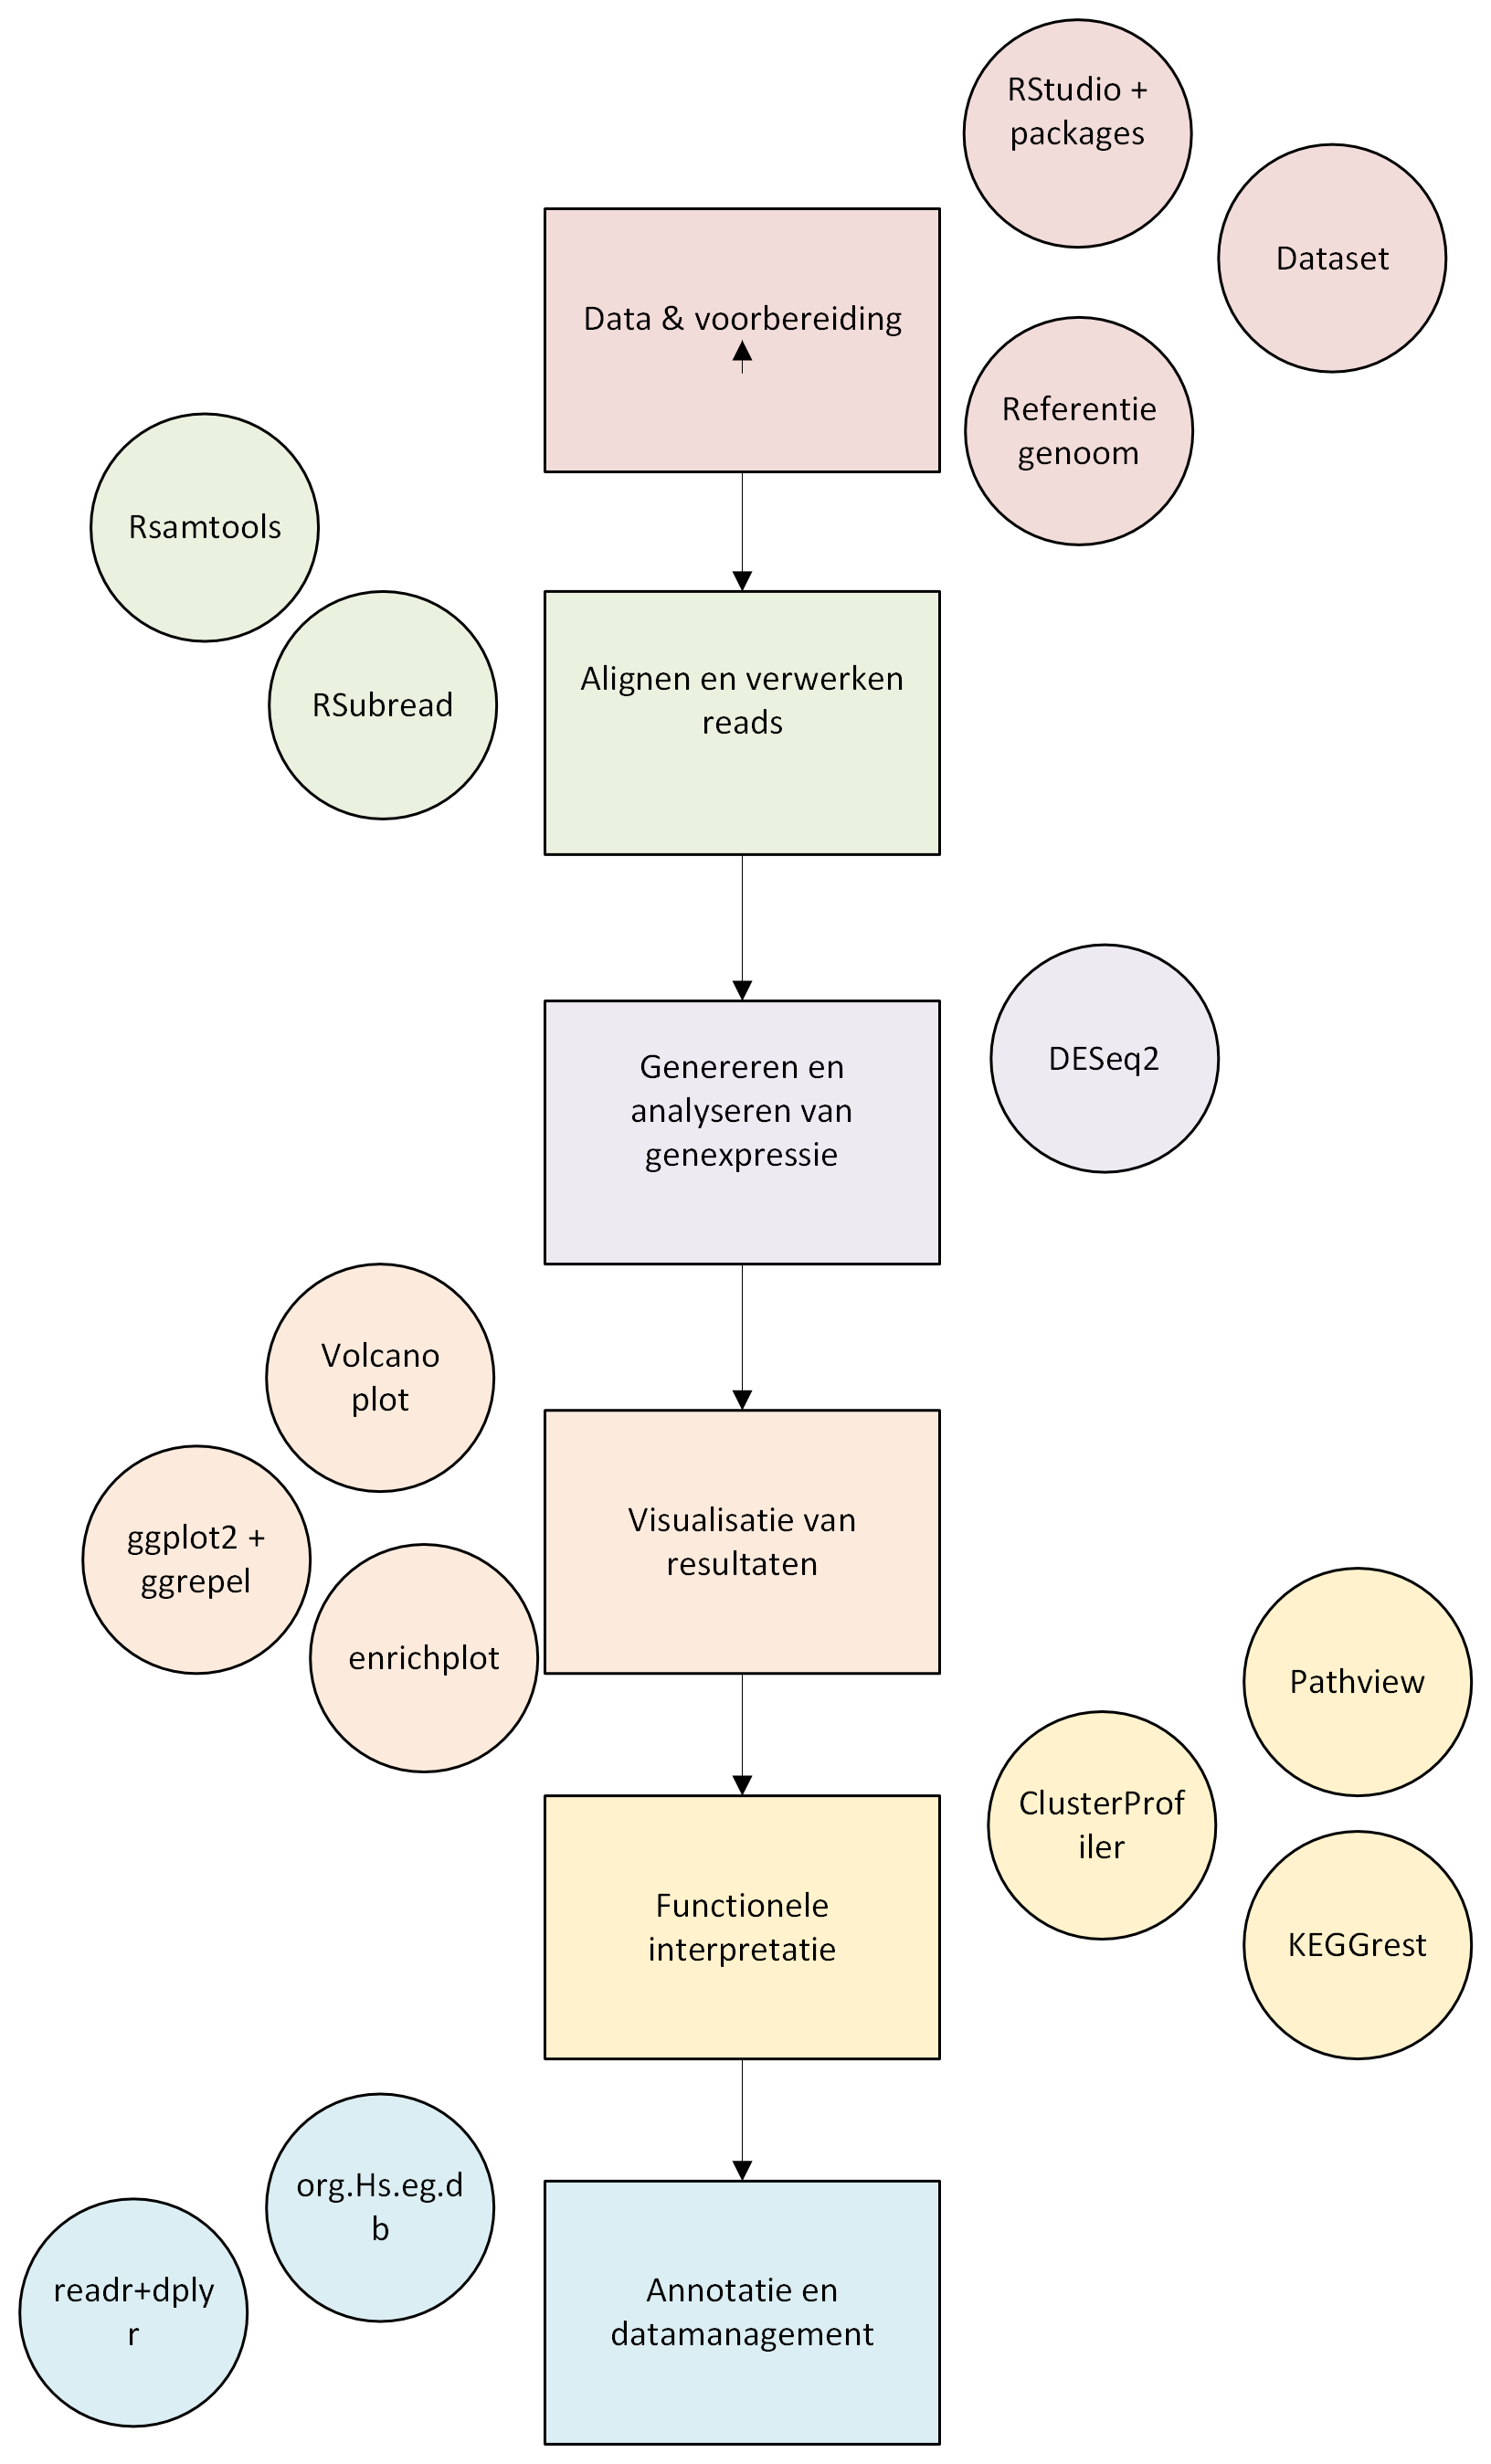 RStudio +
packages
Dataset
Data & voorbereiding
Referentie
genoom
Rsamtools
RSubread
Alignen en verwerken
reads
DESeq2
Genereren en
analyseren van
genexpressie
Volcano
plot
ggplot2 +
ggrepel
enrichplot
Visualisatie van
resultaten
Pathview
ClusterProf
iler
KEGGrest
Functionele
interpretatie
org.Hs.eg.d
b
readr+dply
r
Annotatie en
datamanagement